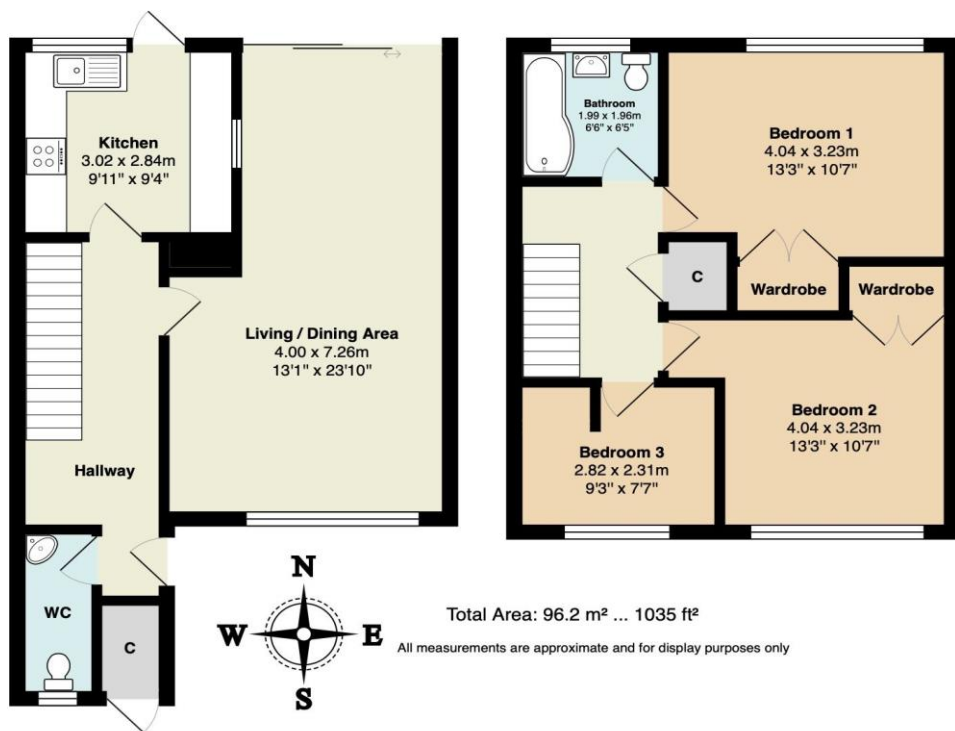 Kitchen
3.02 x 2.84m
9'11" x 9'4"
Living / Dining Area
4.00 x 7.26m
13'1" x 23'10"
Hallway
WC
C
Bathroom
1.99 x 1.96m
6'6" x 6'5"
Bedroom 1
4.04 x 3.23m
13'3" x 10'7"
C
Wardrobe
Wardrobe
Bedroom 2
4.04 x 3.23m
13'3" x 10'7"
Bedroom 3
2.82 x 2.31m
9'3" x 7'7"
N
W E
S
Total Area: 96.2 m² ... 1035 ft²
All measurements are approximate and for display purposes only